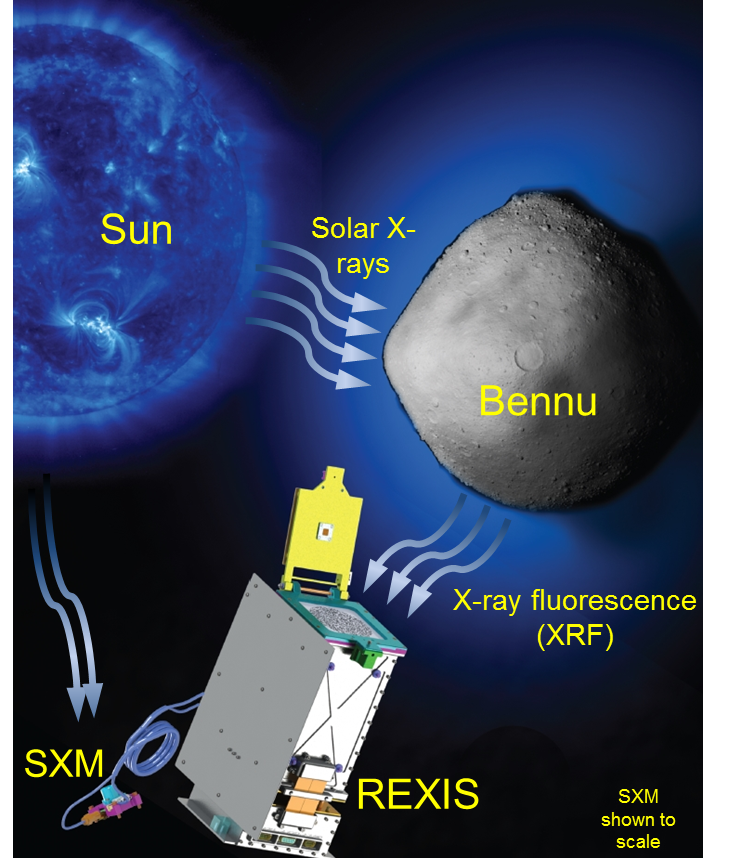 Sun
Solar X-
rays
Bennu
X-ray fluorescence
(XRF)
SXM
REXIS
SXM
shown to
scale